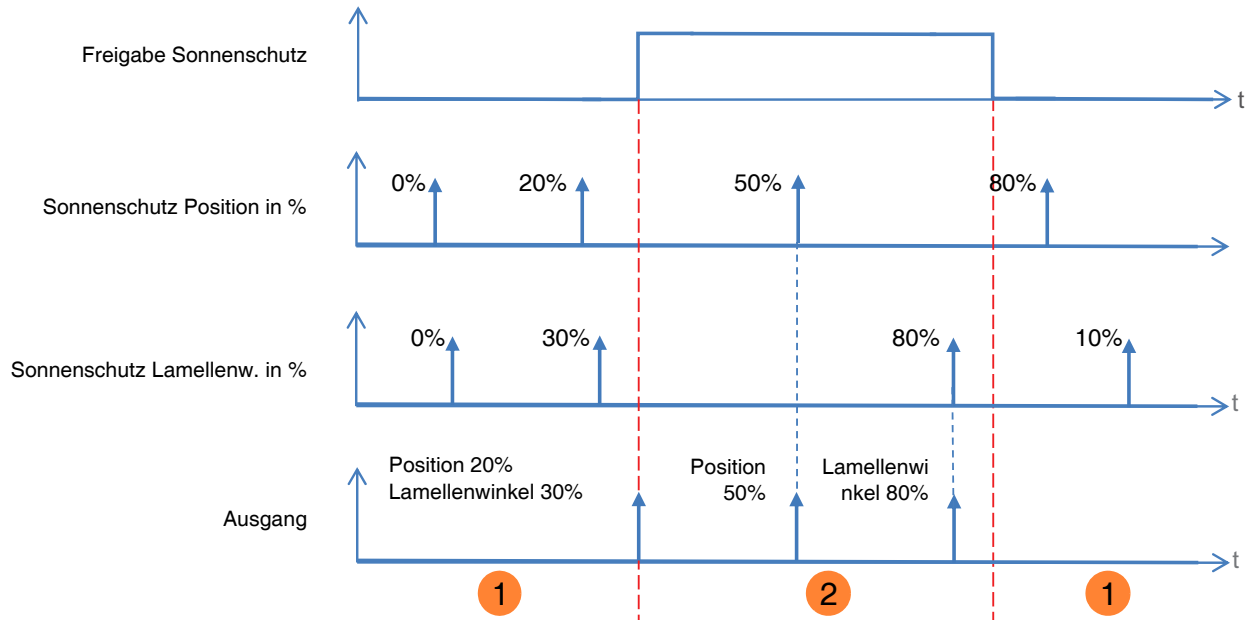 Freigabe Sonnenschutz
t
0%
20%
50%
80%
Sonnenschutz Position in %
0%
30%
80%
10%
Sonnenschutz Lamellenw. in %
t
Position 20%
Lamellenwinkel 30%
Position
50%
Lamellenwi
nkel 80%
Ausgang
t
1
2
1